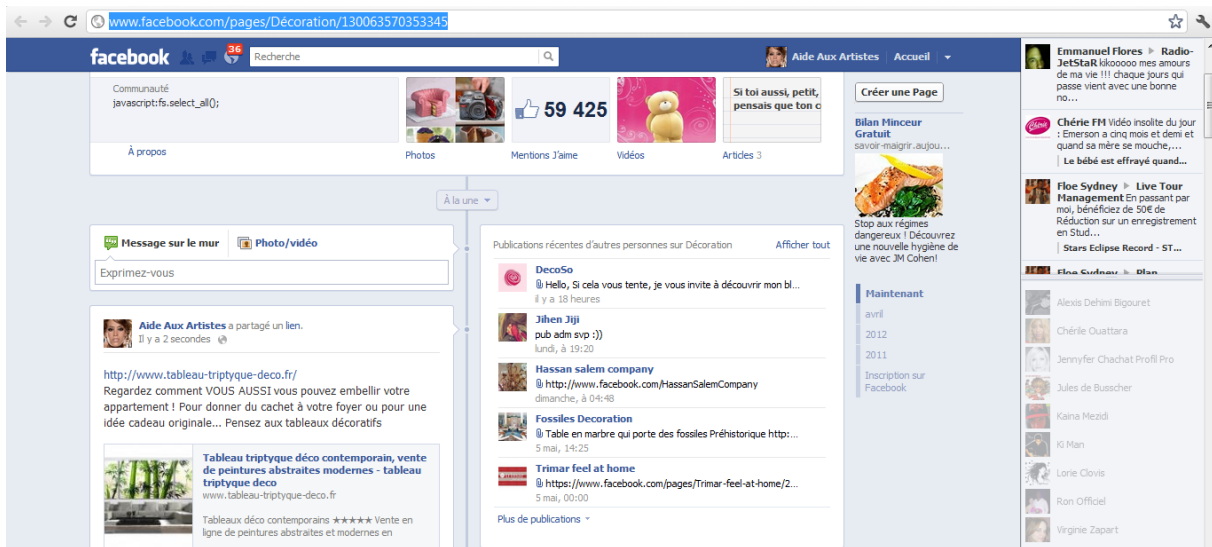 www.facebook.com/pages/Décoration/130063570353345
facebook
36
Recherche
Aide Aux Artistes
Accueil
Communauté
javascript:fs.select_all();
À propos
Photos
59 425
Mentions J'aime
Vidéos
Si toi aussi, petit,
pensais que ton c
Articles 3
À la une
Message sur le mur
Photo/vidéo
Exprimez-vous
Aide Aux Artistes a partagé un lien.
Il y a 2 secondes
http://www.tableau-triptyque-deco.fr/
Regardez comment VOUS AUSSI vous pouvez embellir votre
appartement ! Pour donner du cachet à votre foyer ou pour une
idée cadeau originale... Pensez aux tableaux décoratifs
Tableau triptyque déco contemporain, vente
de peintures abstraites modernes - tableau
triptyque deco
www.tableau-triptyque-deco.fr
Tableaux déco contemporains ★★★★★ Vente en
ligne de peintures abstraites et modernes en
Publications récentes d'autres personnes sur Décoration
Afficher tout
DecoSo
Hello, Si cela vous tente, je vous invite à découvrir mon bl...
il y a 18 heures
Jihen Jiji
pub adm svp :))
lundi, à 19:20
Hassan salem company
http://www.facebook.com/HassanSalemCompany
dimanche, à 04:48
Fossiles Decoration
Table en marbre qui porte des fossiles Préhistorique http:...
5 mai, 14:25
Trimar feel at home
https://www.facebook.com/pages/Trimar-feel-at-home/2...
5 mai, 00:00
Plus de publications
Créer une Page
Bilan Minceur
Gratuit
savoir-maigrir.aujou...
Stop aux régimes
dangereux ! Découvrez
une nouvelle hygiène de
vie avec JM Cohen!
Maintenant
avril
2012
2011
Inscription sur
Facebook
Emmanuel Flores ▶ Radio-
JetStaR kikooooo mes amours
de ma vie !!! chaque jours qui
passe vient avec une bonne
no...
Chérie
Chérie FM Vidéo insolite du jour
: Emerson a cinq mois et demi et
quand sa mère se mouche,...
Le bébé est effrayé quand...
Floe Sydney ▶ Live Tour
Management En passant par
moi, bénéficiez de 50€ de
Réduction sur un enregistrement
en Stud...
Stars Eclipse Record - ST...
Floe Sydney ▶ Plan
Alexis Dehimi Bigouret
Chérile Ouattara
Jennyfer Chachat Profil Pro
Jules de Busscher
Kaina Mezidi
Ki Man
Lorie Clovis
Ron Officiel
Virginie Zapart